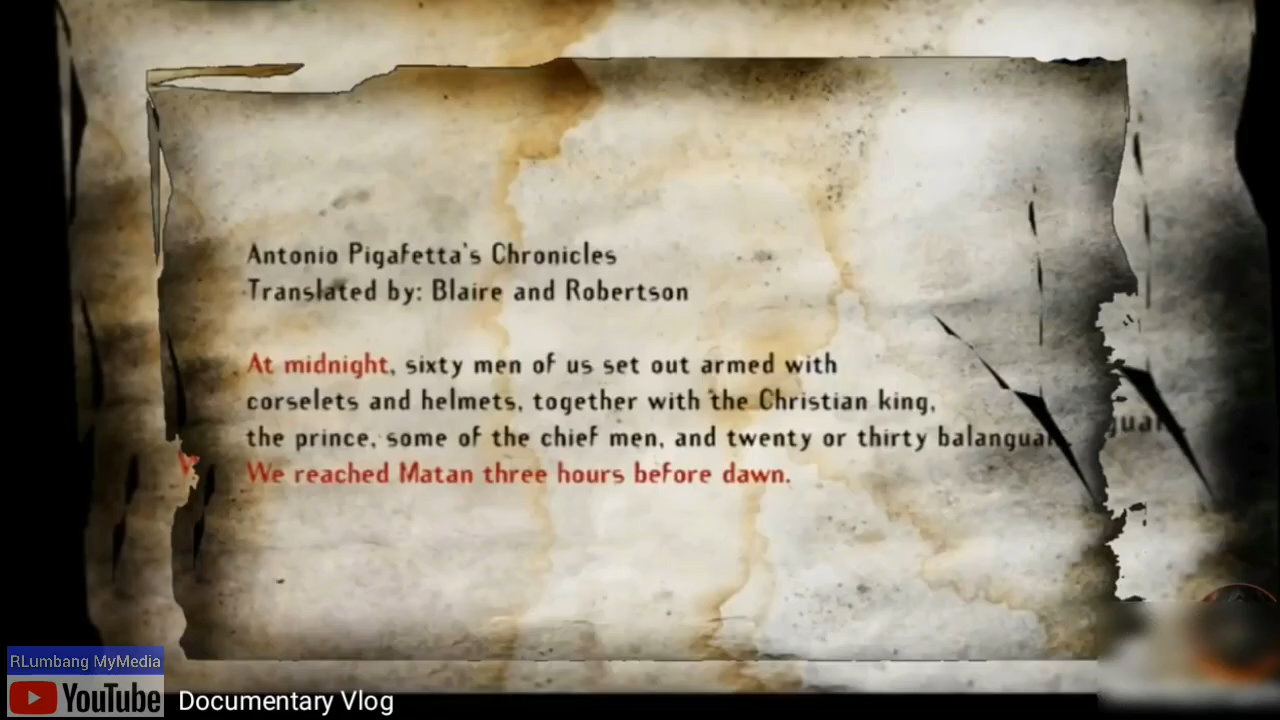 Antonio Pigafetta's Chronicles
Translated by: Blaire and Robertson
At midnight, sixty men of us set out armed with
corselets and helmets, together with the Christian king,
the prince, some of the chief men, and twenty or thirty
We reached Matan three hours before dawn.
RLumbang MyMedia
YouTube
Documentary Vlog